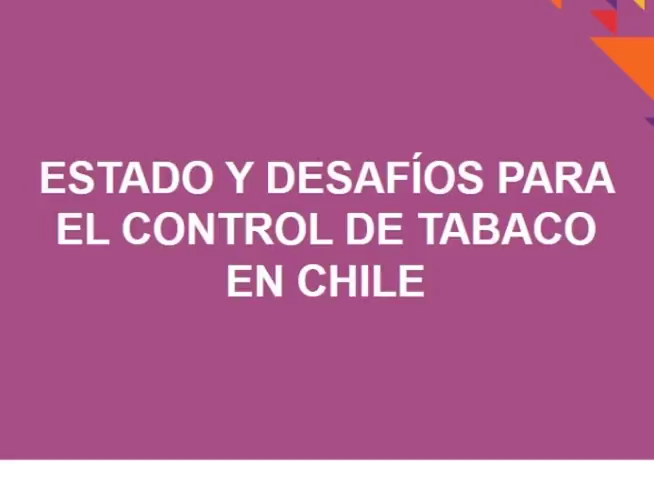 ESTADO Y DESAFÍOS PARA
EL CONTROL DE TABACO
EN CHILE